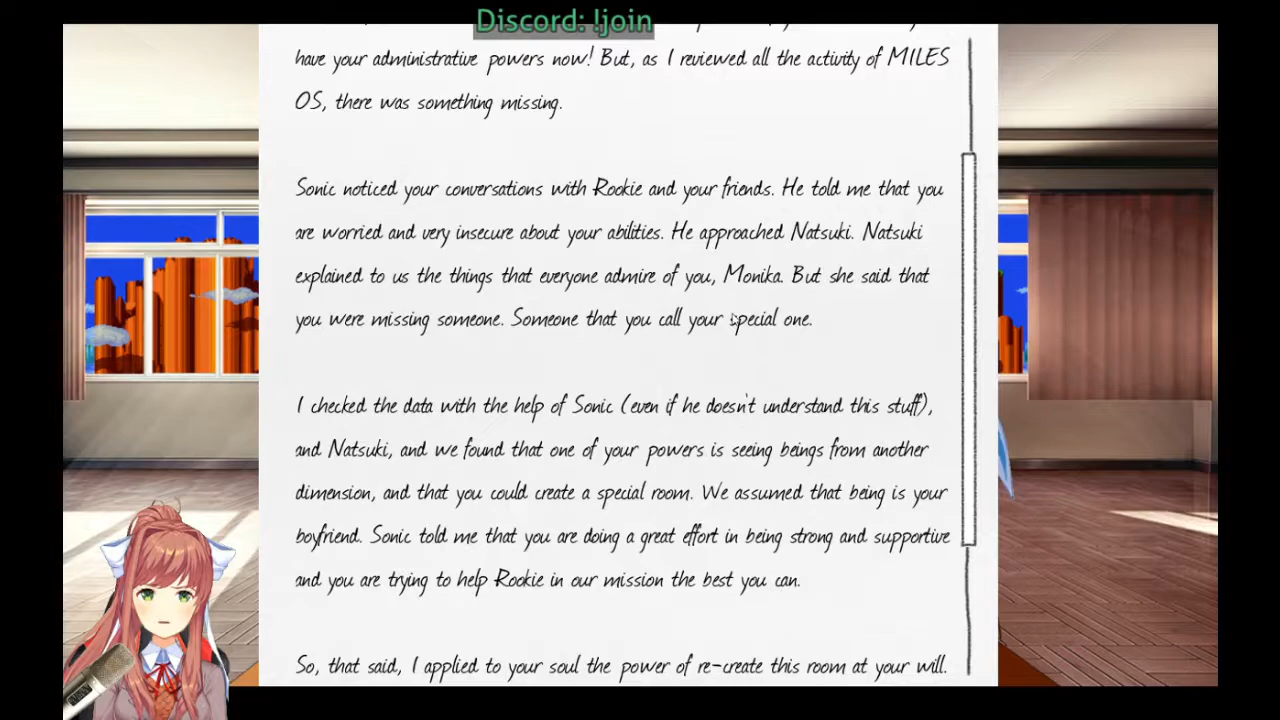 Discord: !join
have your administrative powers now! But, as I reviewed all the activity of MILES
OS, there was something missing.
Sonic noticed your conversations with Rookie and your friends. He told me that you
are worried and very insecure about your abilities. He approached Natsuki. Natsuki
explained to us the things that everyone admire of you, Monika. But she said that
you were missing someone. Someone that you call your special one.
I checked the data with the help of Sonic (even if he doesn't understand this stuff),
and Natsuki, and we found that one of your powers is seeing beings from another
dimension, and that you could create a special room. We assumed that being is your
boyfriend. Sonic told me that you are doing a great effort in being strong and supportive
and you are trying to help Rookie in our mission the best you can.
So, that said, I applied to your soul the power of re-create this room at your will.